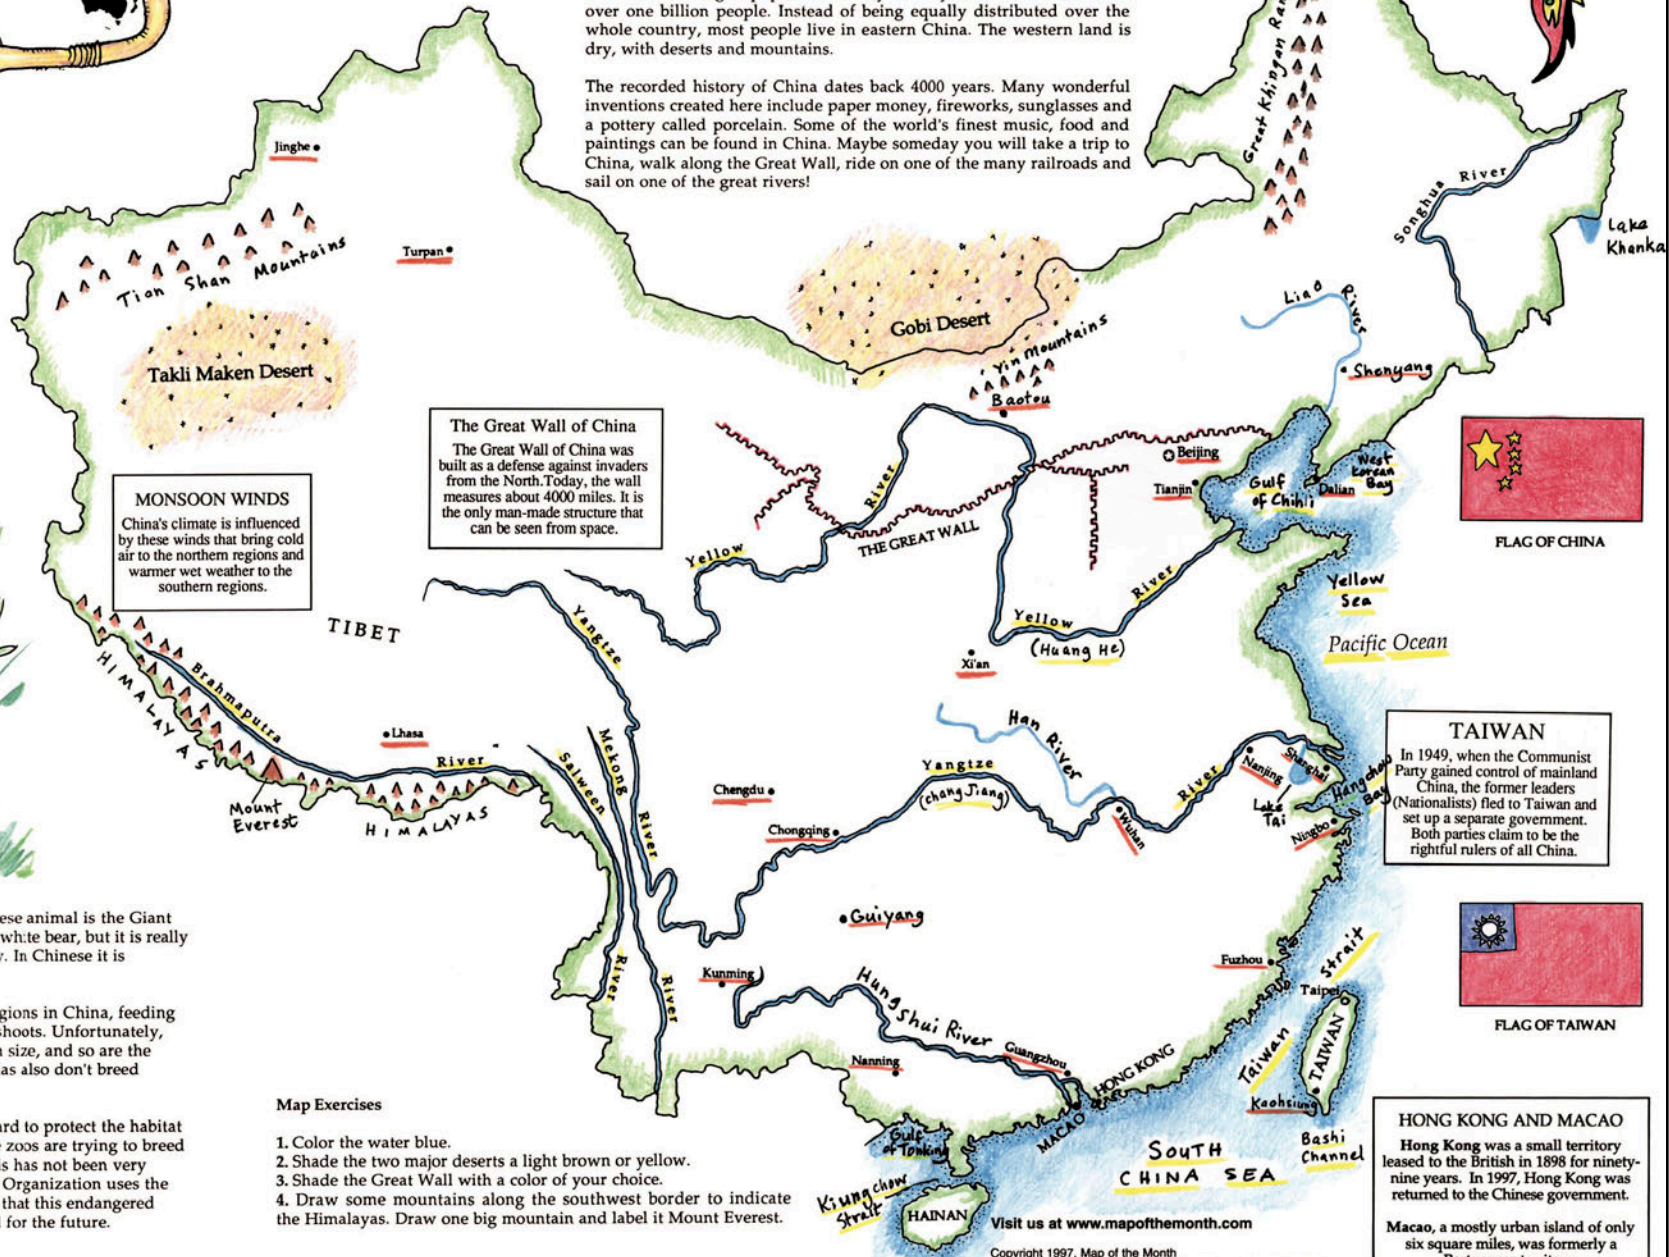 over one billion people. Instead of being equally distributed over the
whole country, most people live in eastern China. The western land is
dry, with deserts and mountains.
The recorded history of China dates back 4000 years. Many wonderful
inventions created here include paper money, fireworks, sunglasses and
a pottery called porcelain. Some of the world's finest music, food and
paintings can be found in China. Maybe someday you will take a trip to
China, walk along the Great Wall, ride on one of the many railroads and
sail on one of the great rivers!
Great Khingan
Jinghe
Songhua River
Lake
Khanka
Turpan
Tian Shan Mountains
Liao River
Gobi Desert
Yin Mountains
Takli Maken Desert
Shenyang
Baotou
The Great Wall of China
The Great Wall of China was
built as a defense against invaders
from the North.Today, the wall
measures about 4000 miles. It is
the only man-made structure that
can be seen from space.
Beijing
Tianjin
Gulf
of Chihli
Dalian
West
Korean
Bay
MONSOON WINDS
China's climate is influenced
by these winds that bring cold
air to the northern regions and
warmer wet weather to the
southern regions.
FLAG OF CHINA
THE GREAT WALL
Yellow River
Yellow River
(Huang He)
Yellow
Sea
Pacific Ocean
TIBET
Yangtze River
Xi'an
HIMALAYAS
Brahmaputra River
Lhasa
Mount
Everest
HIMALAYAS
Salween River
Mekong River
Han River
Yangtze River
(chang Jiang)
Chengdu
Chongqing
Wuhan
Nanjing
Shanghai
Lake
Tai
Hangchow
Bay
Ningbo
TAIWAN
In 1949, when the Communist
Party gained control of mainland
China, the former leaders
(Nationalists) fled to Taiwan and
set up a separate government.
Both parties claim to be the
rightful rulers of all China.
Guiyang
Kunming
Hungshui River
Fuzhou
Taiwan Strait
Taipei
TAIWAN
Kaohsiung
FLAG OF TAIWAN
Nanning
Guangzhou
HONG KONG
MACAO
Bashi
Channel
Gulf
of Tonking
SOUTH
CHINA SEA
Kiungchow
Strait
HAINAN
ese animal is the Giant
white bear, but it is really
. In Chinese it is
gions in China, feeding
shoots. Unfortunately,
size, and so are the
as also don't breed
ard to protect the habitat
zoos are trying to breed
is has not been very
Organization uses the
that this endangered
for the future.
Map Exercises
1. Color the water blue.
2. Shade the two major deserts a light brown or yellow.
3. Shade the Great Wall with a color of your choice.
4. Draw some mountains along the southwest border to indicate
the Himalayas. Draw one big mountain and label it Mount Everest.
Visit us at www.mapofthemonth.com
Copyright 1997, Map of the Month
HONG KONG AND MACAO
Hong Kong was a small territory
leased to the British in 1898 for ninety-
nine years. In 1997, Hong Kong was
returned to the Chinese government.
Macao, a mostly urban island of only
six square miles, was formerly a